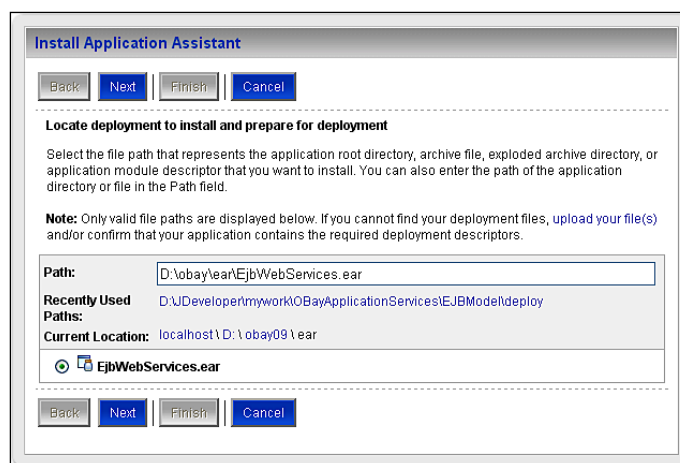 Install Application Assistant
Back Next Finish Cancel
Locate deployment to install and prepare for deployment
Select the file path that represents the application root directory, archive file, exploded archive directory, or
application module descriptor that you want to install. You can also enter the path of the application
directory or file in the Path field.
Note: Only valid file paths are displayed below. If you cannot find your deployment files, upload your file(s)
and/or confirm that your application contains the required deployment descriptors.
Path: D:\obay\ear\EjbWebServices.ear
Recently Used D:\JDeveloper\mywork\OBayApplicationServices\EJBModel\deploy
Paths:
Current Location: localhost \ D: \ obay09 \ ear
EjbWebServices.ear
Back Next Finish Cancel